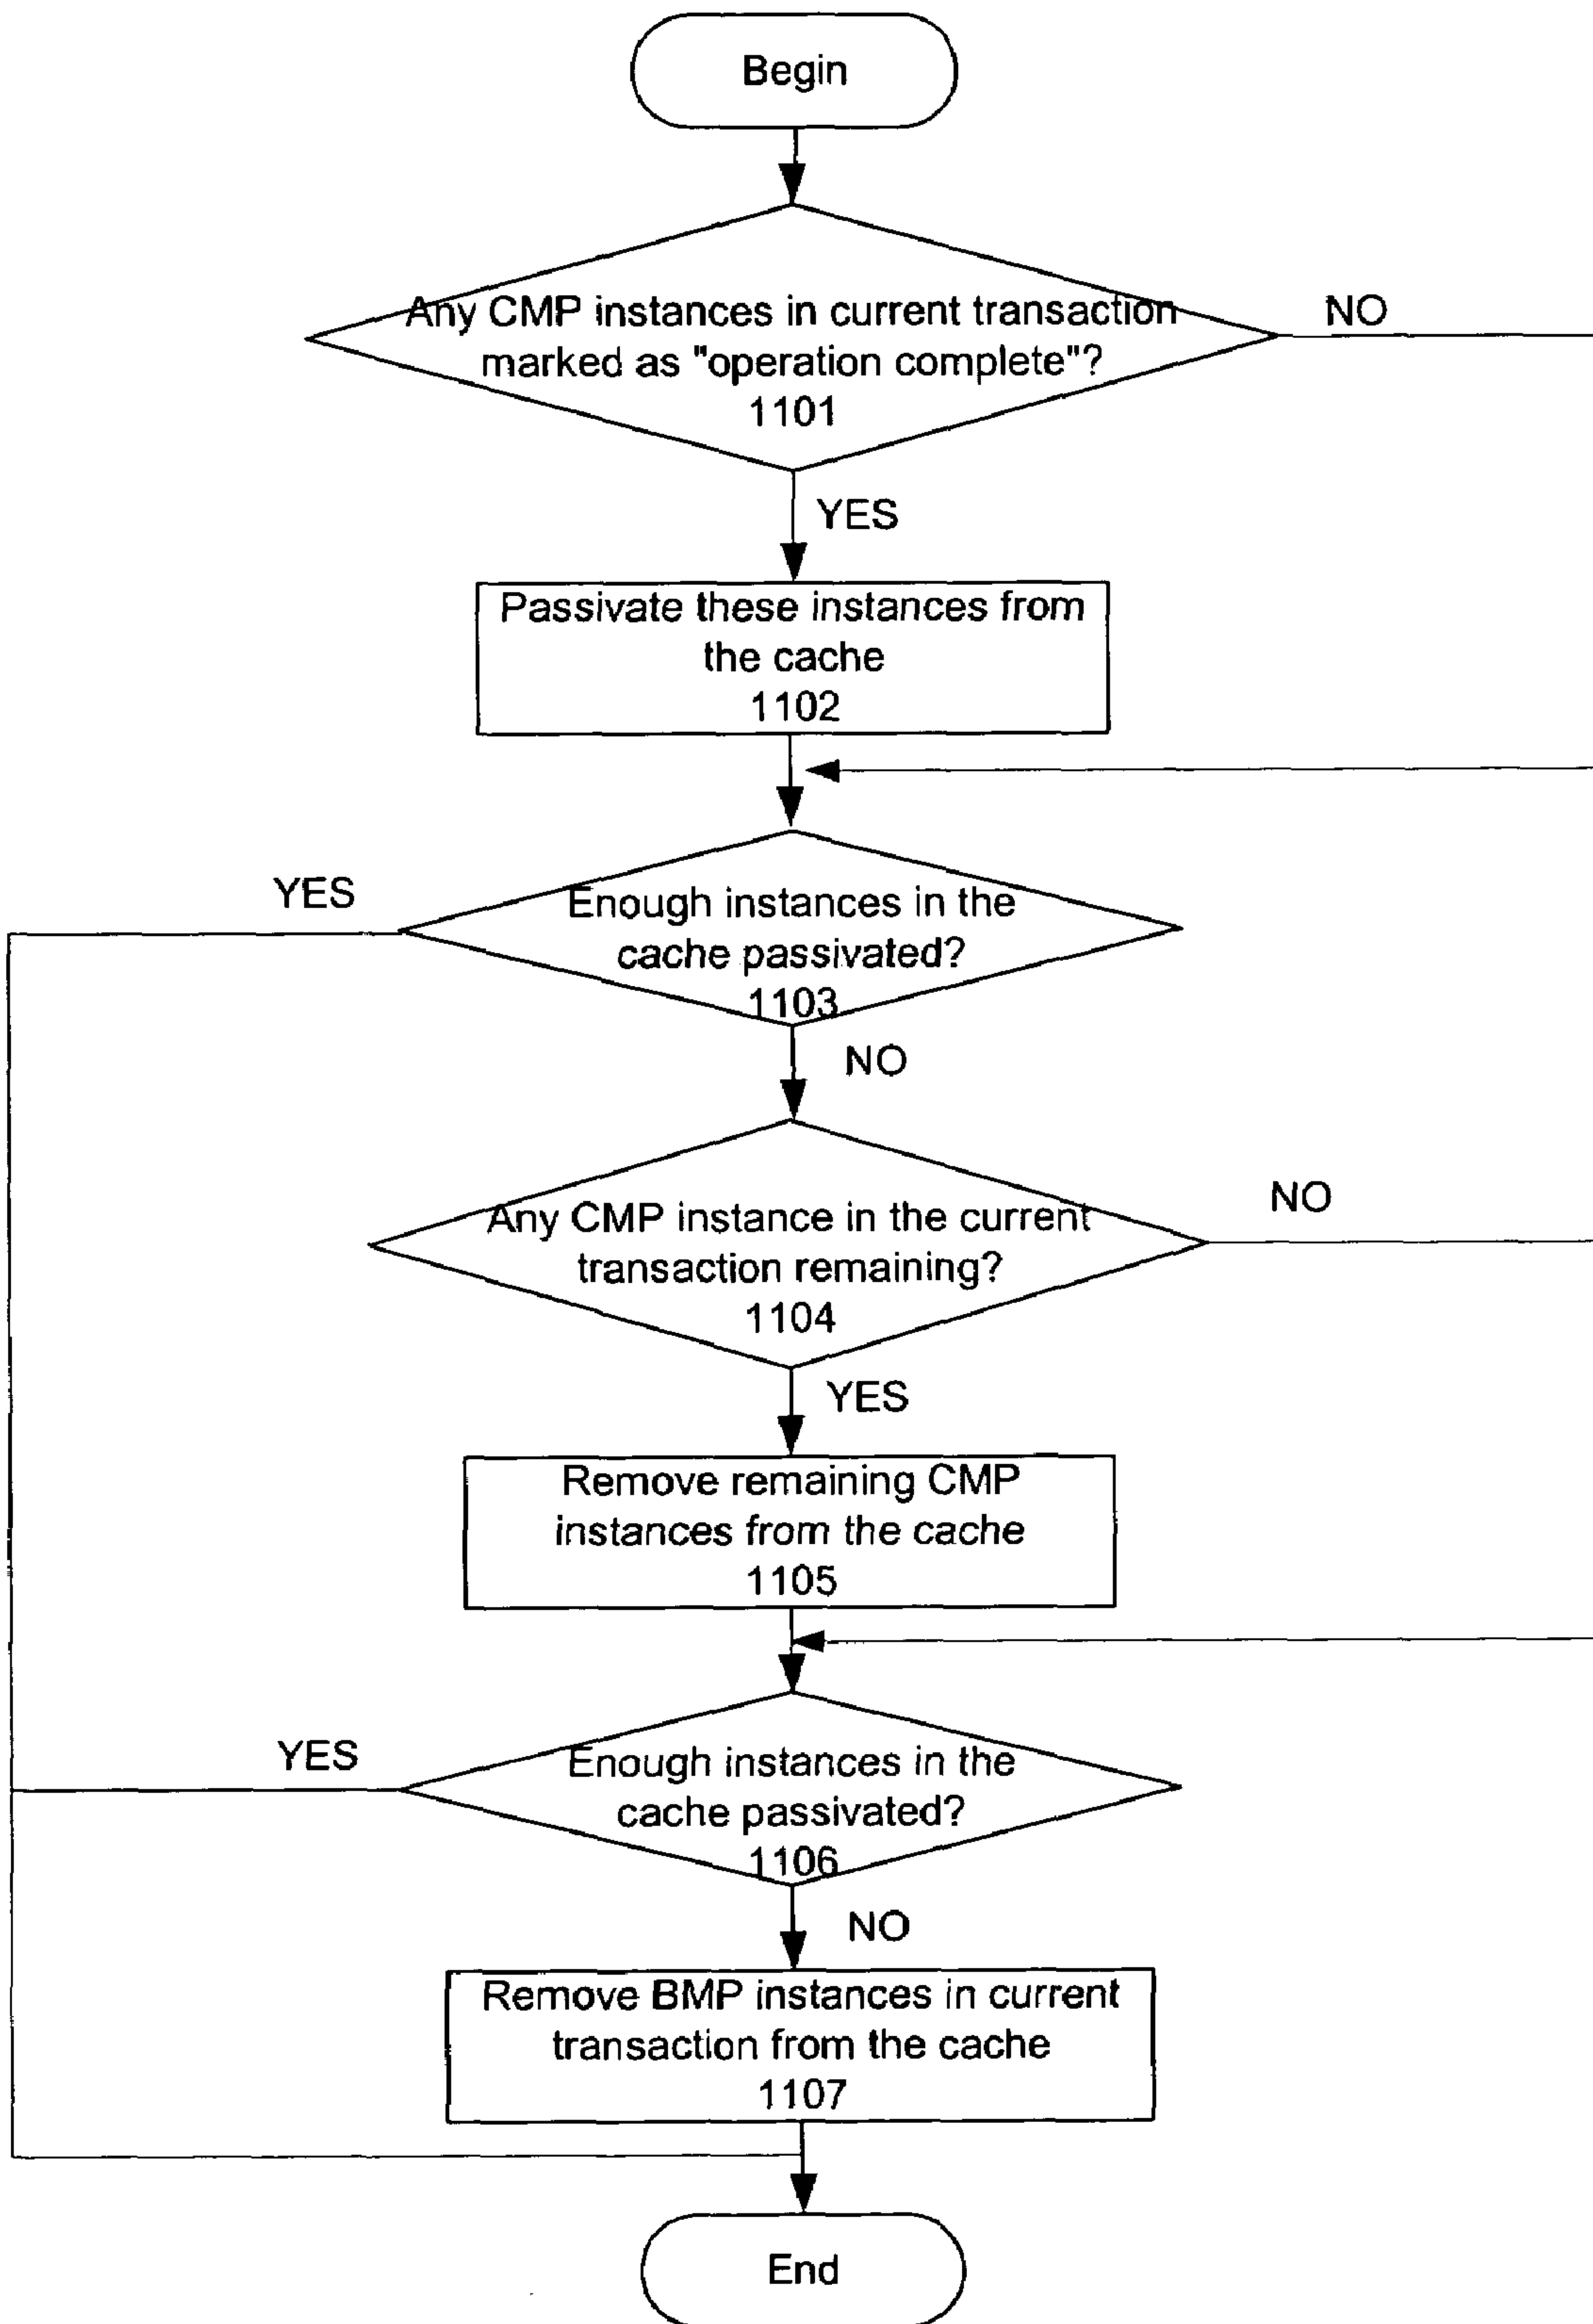 Begin
Any CMP instances in current transaction
marked as "operation complete"?
1101
NO
YES
Passivate these instances from
the cache
1102
YES
Enough instances in the
cache passivated?
1103
NO
Any CMP instance in the current
transaction remaining?
1104
NO
YES
Remove remaining CMP
instances from the cache
1105
YES
Enough instances in the
cache passivated?
1106
NO
Remove BMP instances in current
transaction from the cache
1107
End